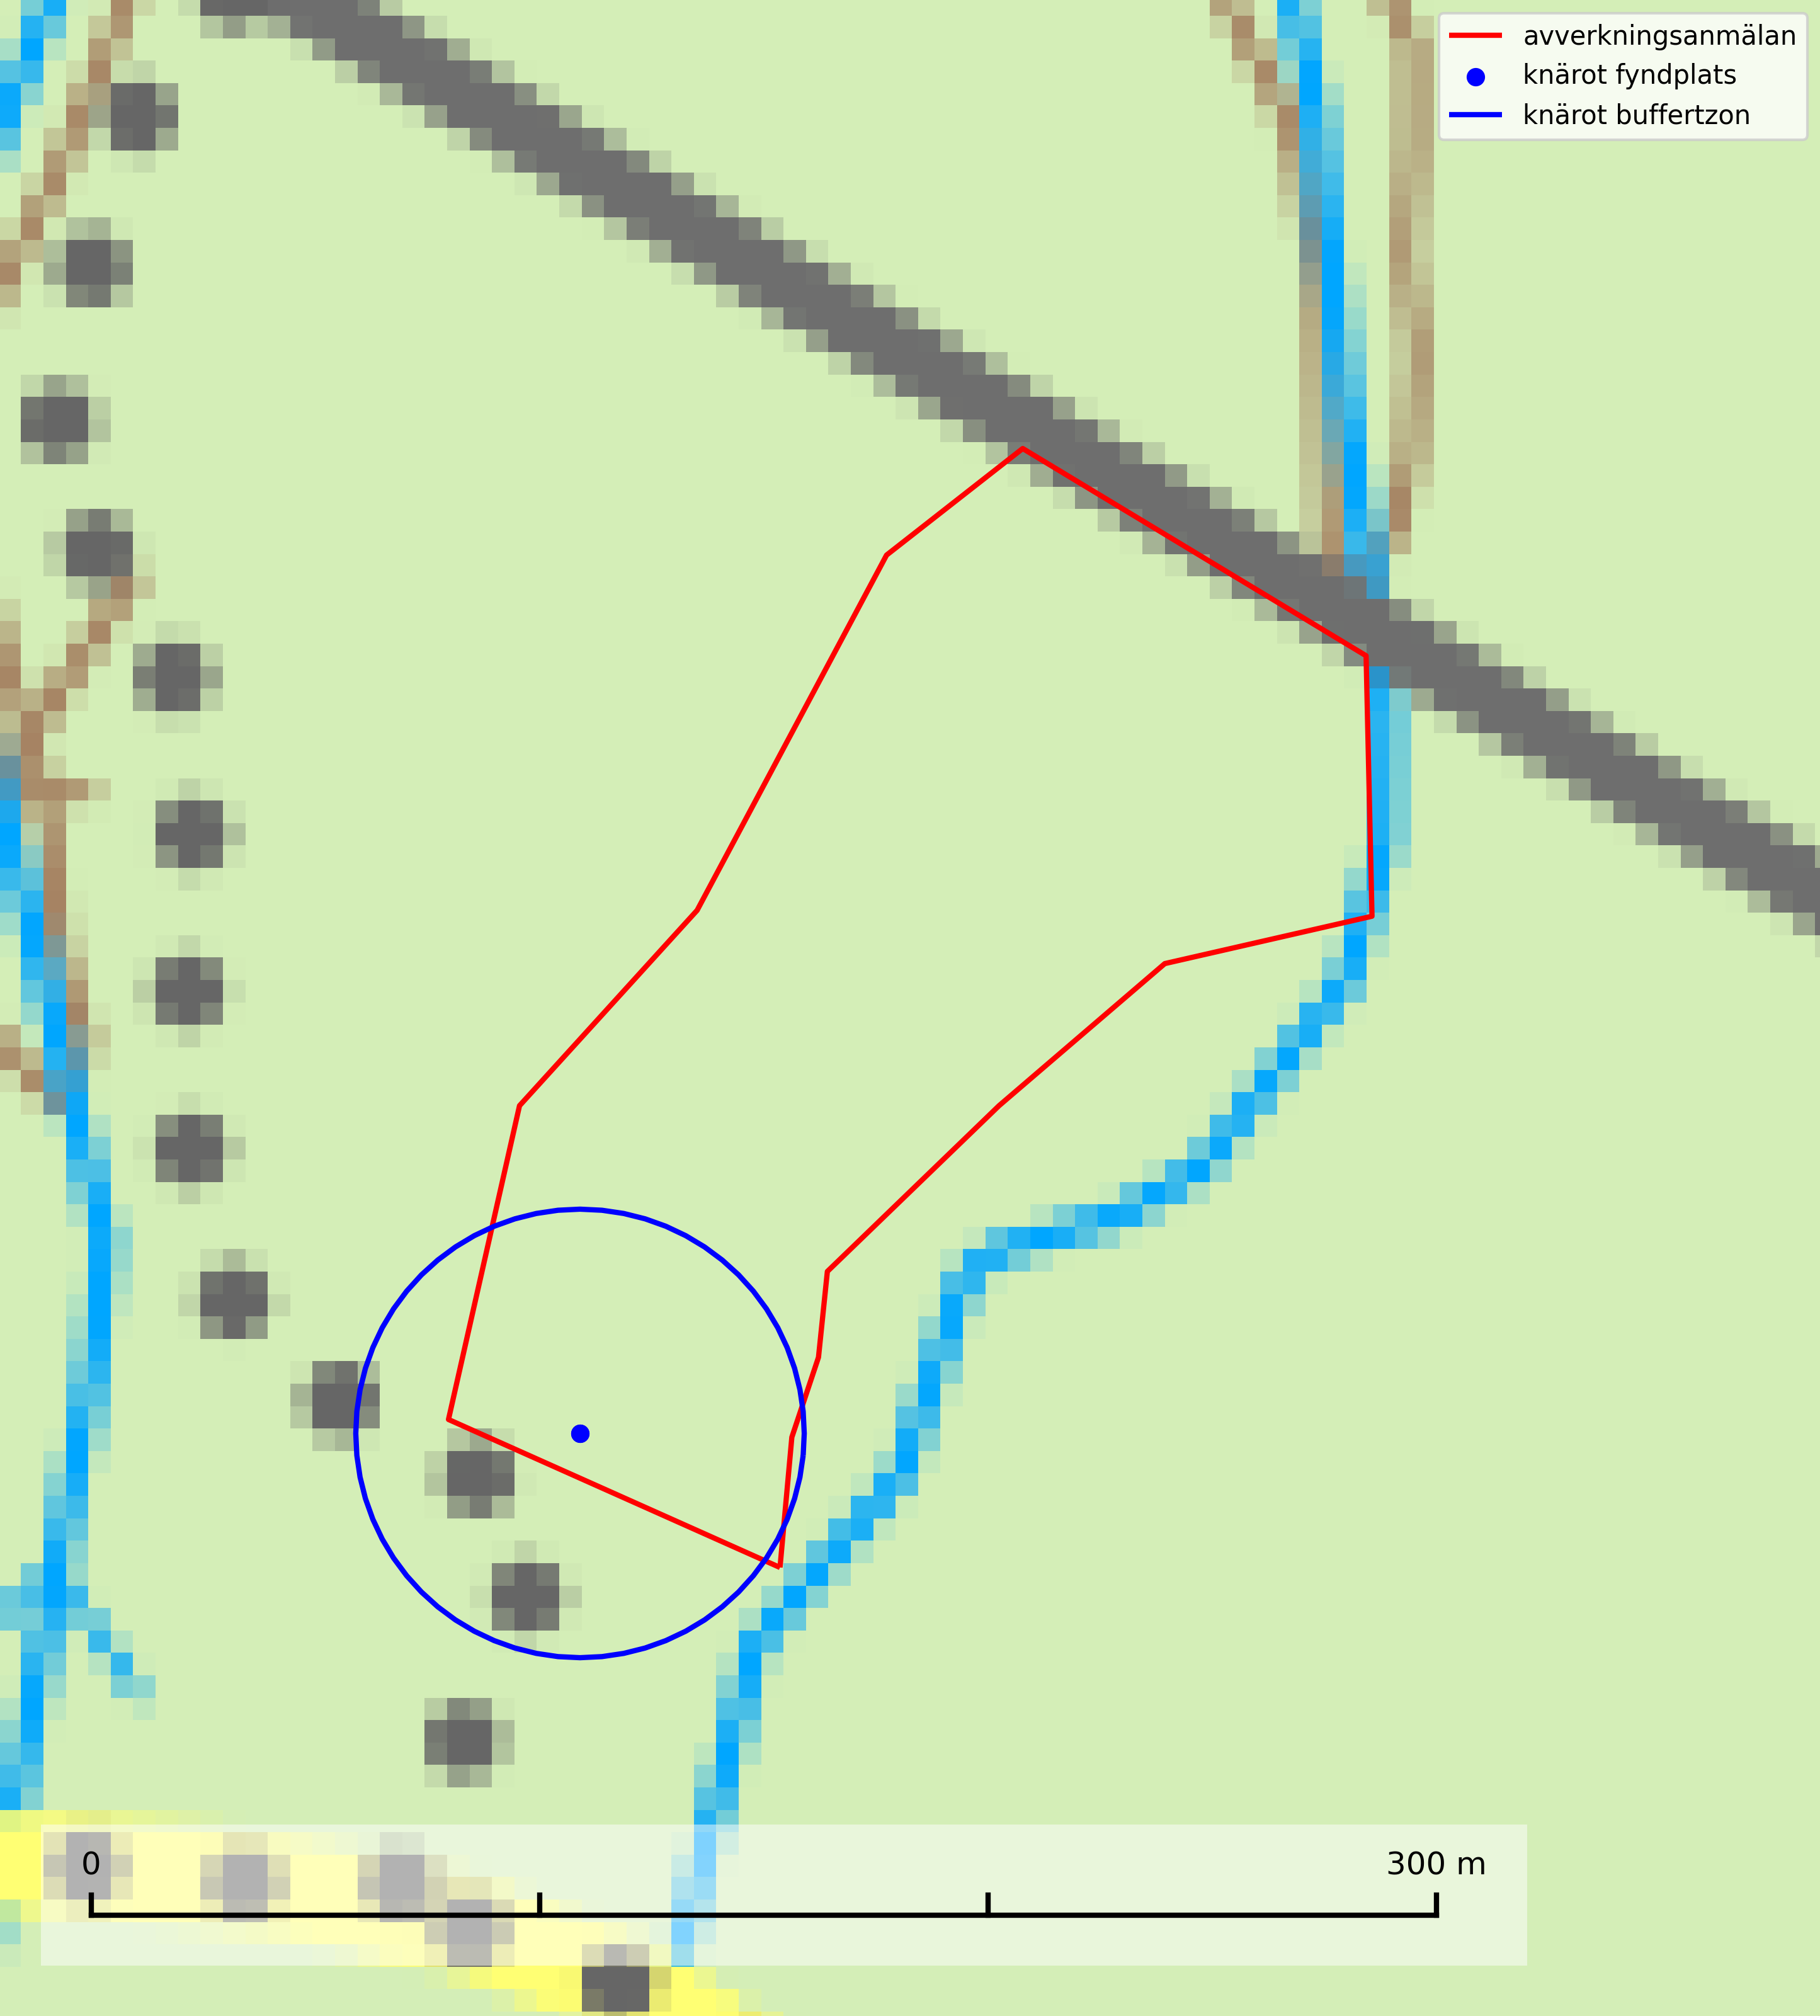 avverkningsanmälan
knärot fyndplats
knärot buffertzon
0 300 m